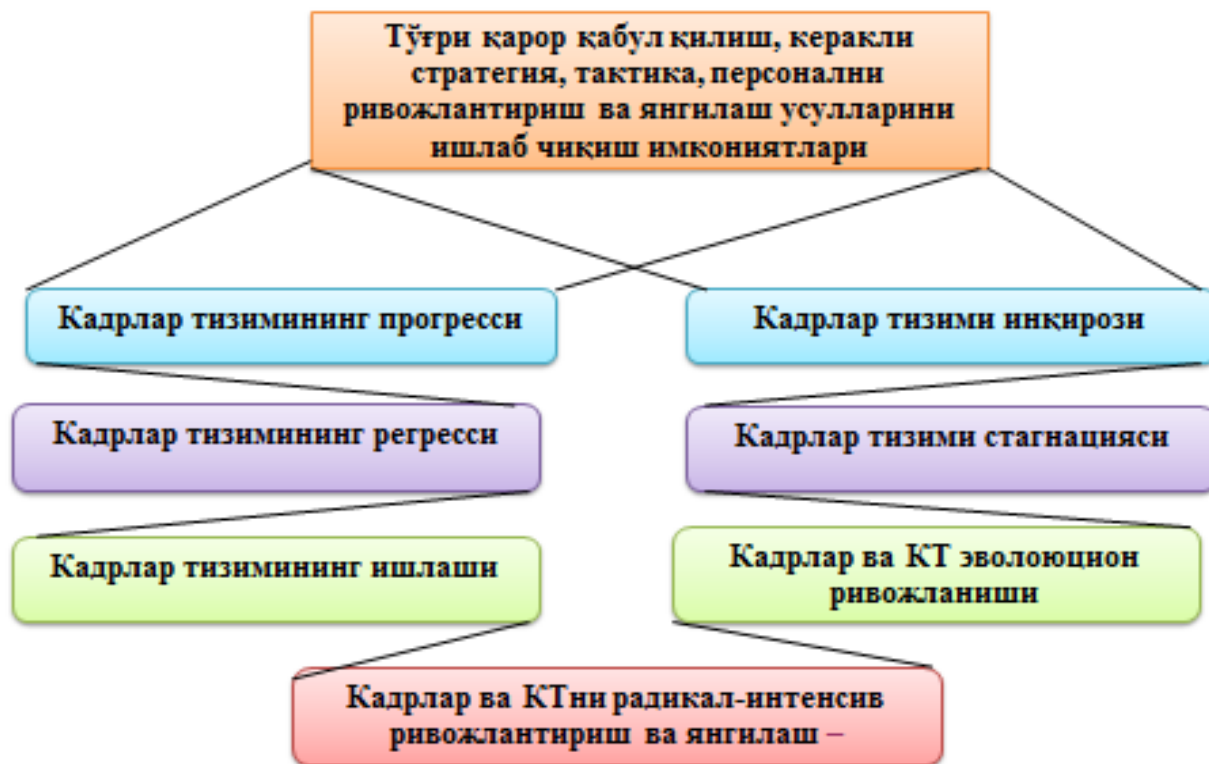 Тўғри қарор қабул қилиш, керакли
стратегия, тактика, персонални
ривожлантириш ва янгилаш усулларини
ишлаб чиқиш имкониятлари
Кадрлар тизимининг прогресси
Кадрлар тизими инқирози
Кадрлар тизимининг регресси
Кадрлар тизими стагнацияси
Кадрлар тизимининг ишлаши
Кадрлар ва КТ эволоюцион
ривожланиши
Кадрлар ва КТни радикал-интенсив
ривожлантириш ва янгилаш –